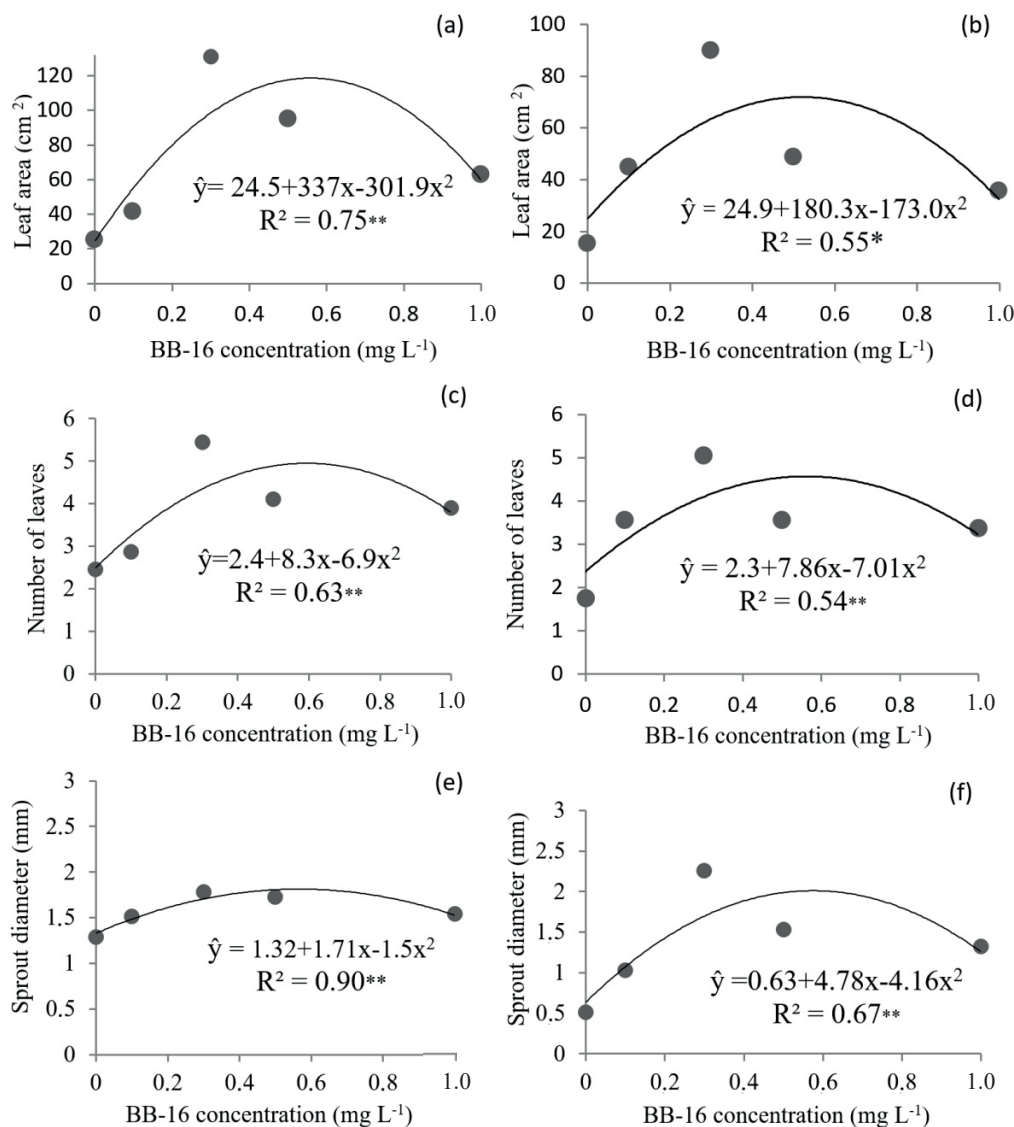 (a)
Leaf area (cm ²)
120
100
80
60
40
20
0
ŷ= 24.5+337x-301.9x²
R² = 0.75**
0 0.2 0.4 0.6 0.8 1.0
BB-16 concentration (mg L⁻¹)
(b)
Leaf area (cm ²)
100
80
60
40
20
0
ŷ = 24.9+180.3x-173.0x²
R² = 0.55*
0 0.2 0.4 0.6 0.8 1.0
BB-16 concentration (mg L⁻¹)
(c)
Number of leaves
6
5
4
3
2
1
0
ŷ=2.4+8.3x-6.9x²
R² = 0.63**
0 0.2 0.4 0.6 0.8 1.0
BB-16 concentration (mg L⁻¹)
(d)
Number of leaves
6
5
4
3
2
1
0
ŷ = 2.3+7.86x-7.01x²
R² = 0.54**
0 0.2 0.4 0.6 0.8 1.0
BB-16 concentration (mg L⁻¹)
(e)
Sprout diameter (mm)
3
2.5
2
1.5
1
0.5
0
ŷ = 1.32+1.71x-1.5x²
R² = 0.90**
0 0.2 0.4 0.6 0.8 1.0
BB-16 concentration (mg L⁻¹)
(f)
Sprout diameter (mm)
3
2.5
2
1.5
1
0.5
0
ŷ =0.63+4.78x-4.16x²
R² = 0.67**
0 0.2 0.4 0.6 0.8 1.0
BB-16 concentration (mg L⁻¹)